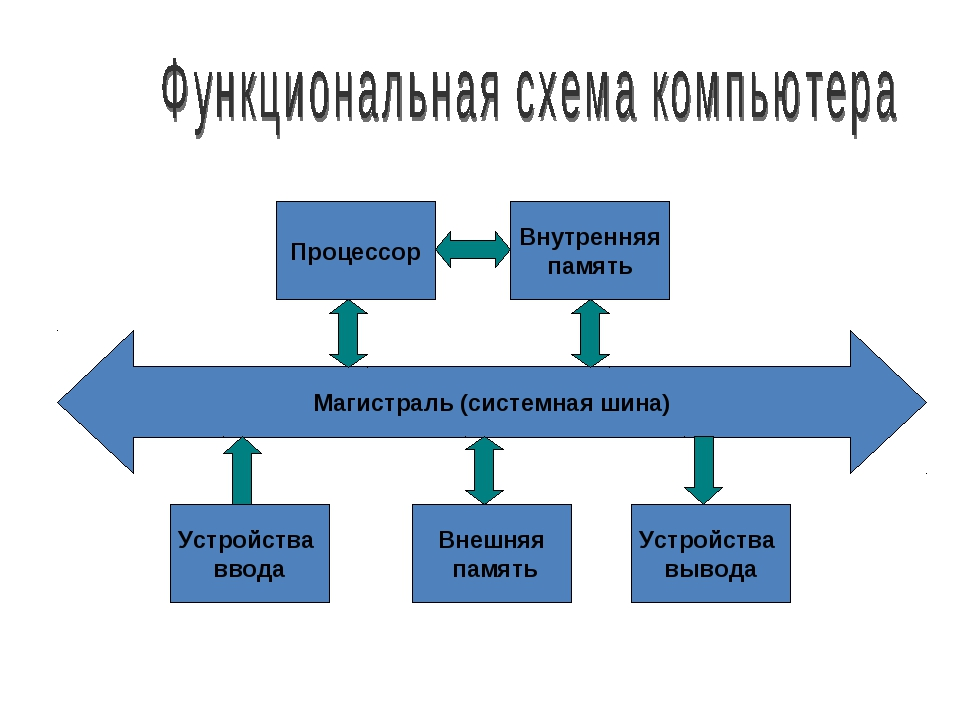 Функциональная схема компьютера
Процессор
Внутренняя
память
Магистраль (системная шина)
Устройства
ввода
Внешняя
память
Устройства
вывода